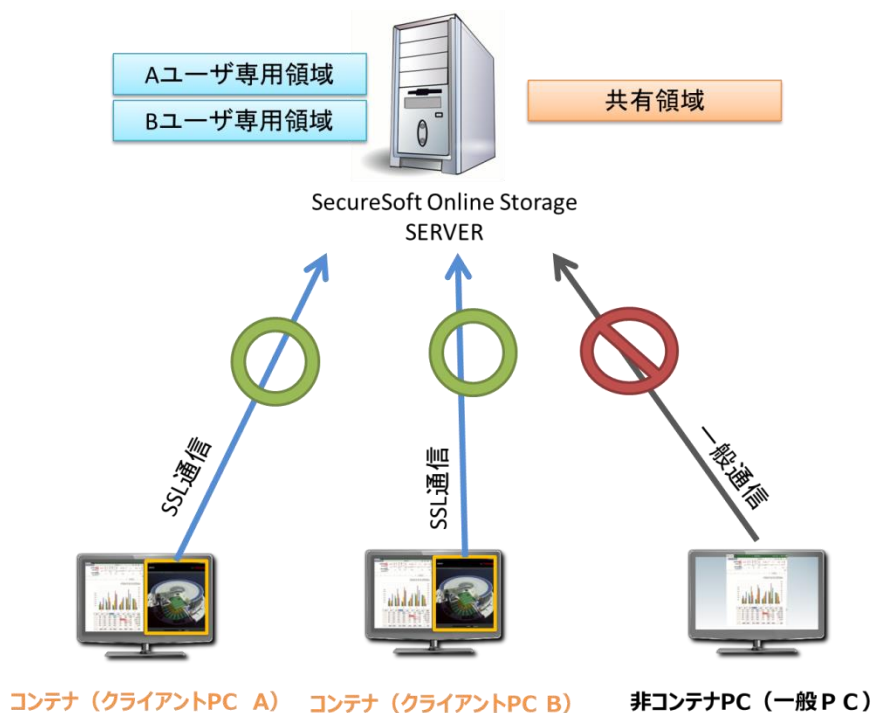 Aユーザ専用領域
Bユーザ専用領域
共有領域
SecureSoft Online Storage
SERVER
SSL通信
SSL通信
一般通信
コンテナ（クライアントPC A）
コンテナ（クライアントPC B）
非コンテナPC（一般ＰＣ）